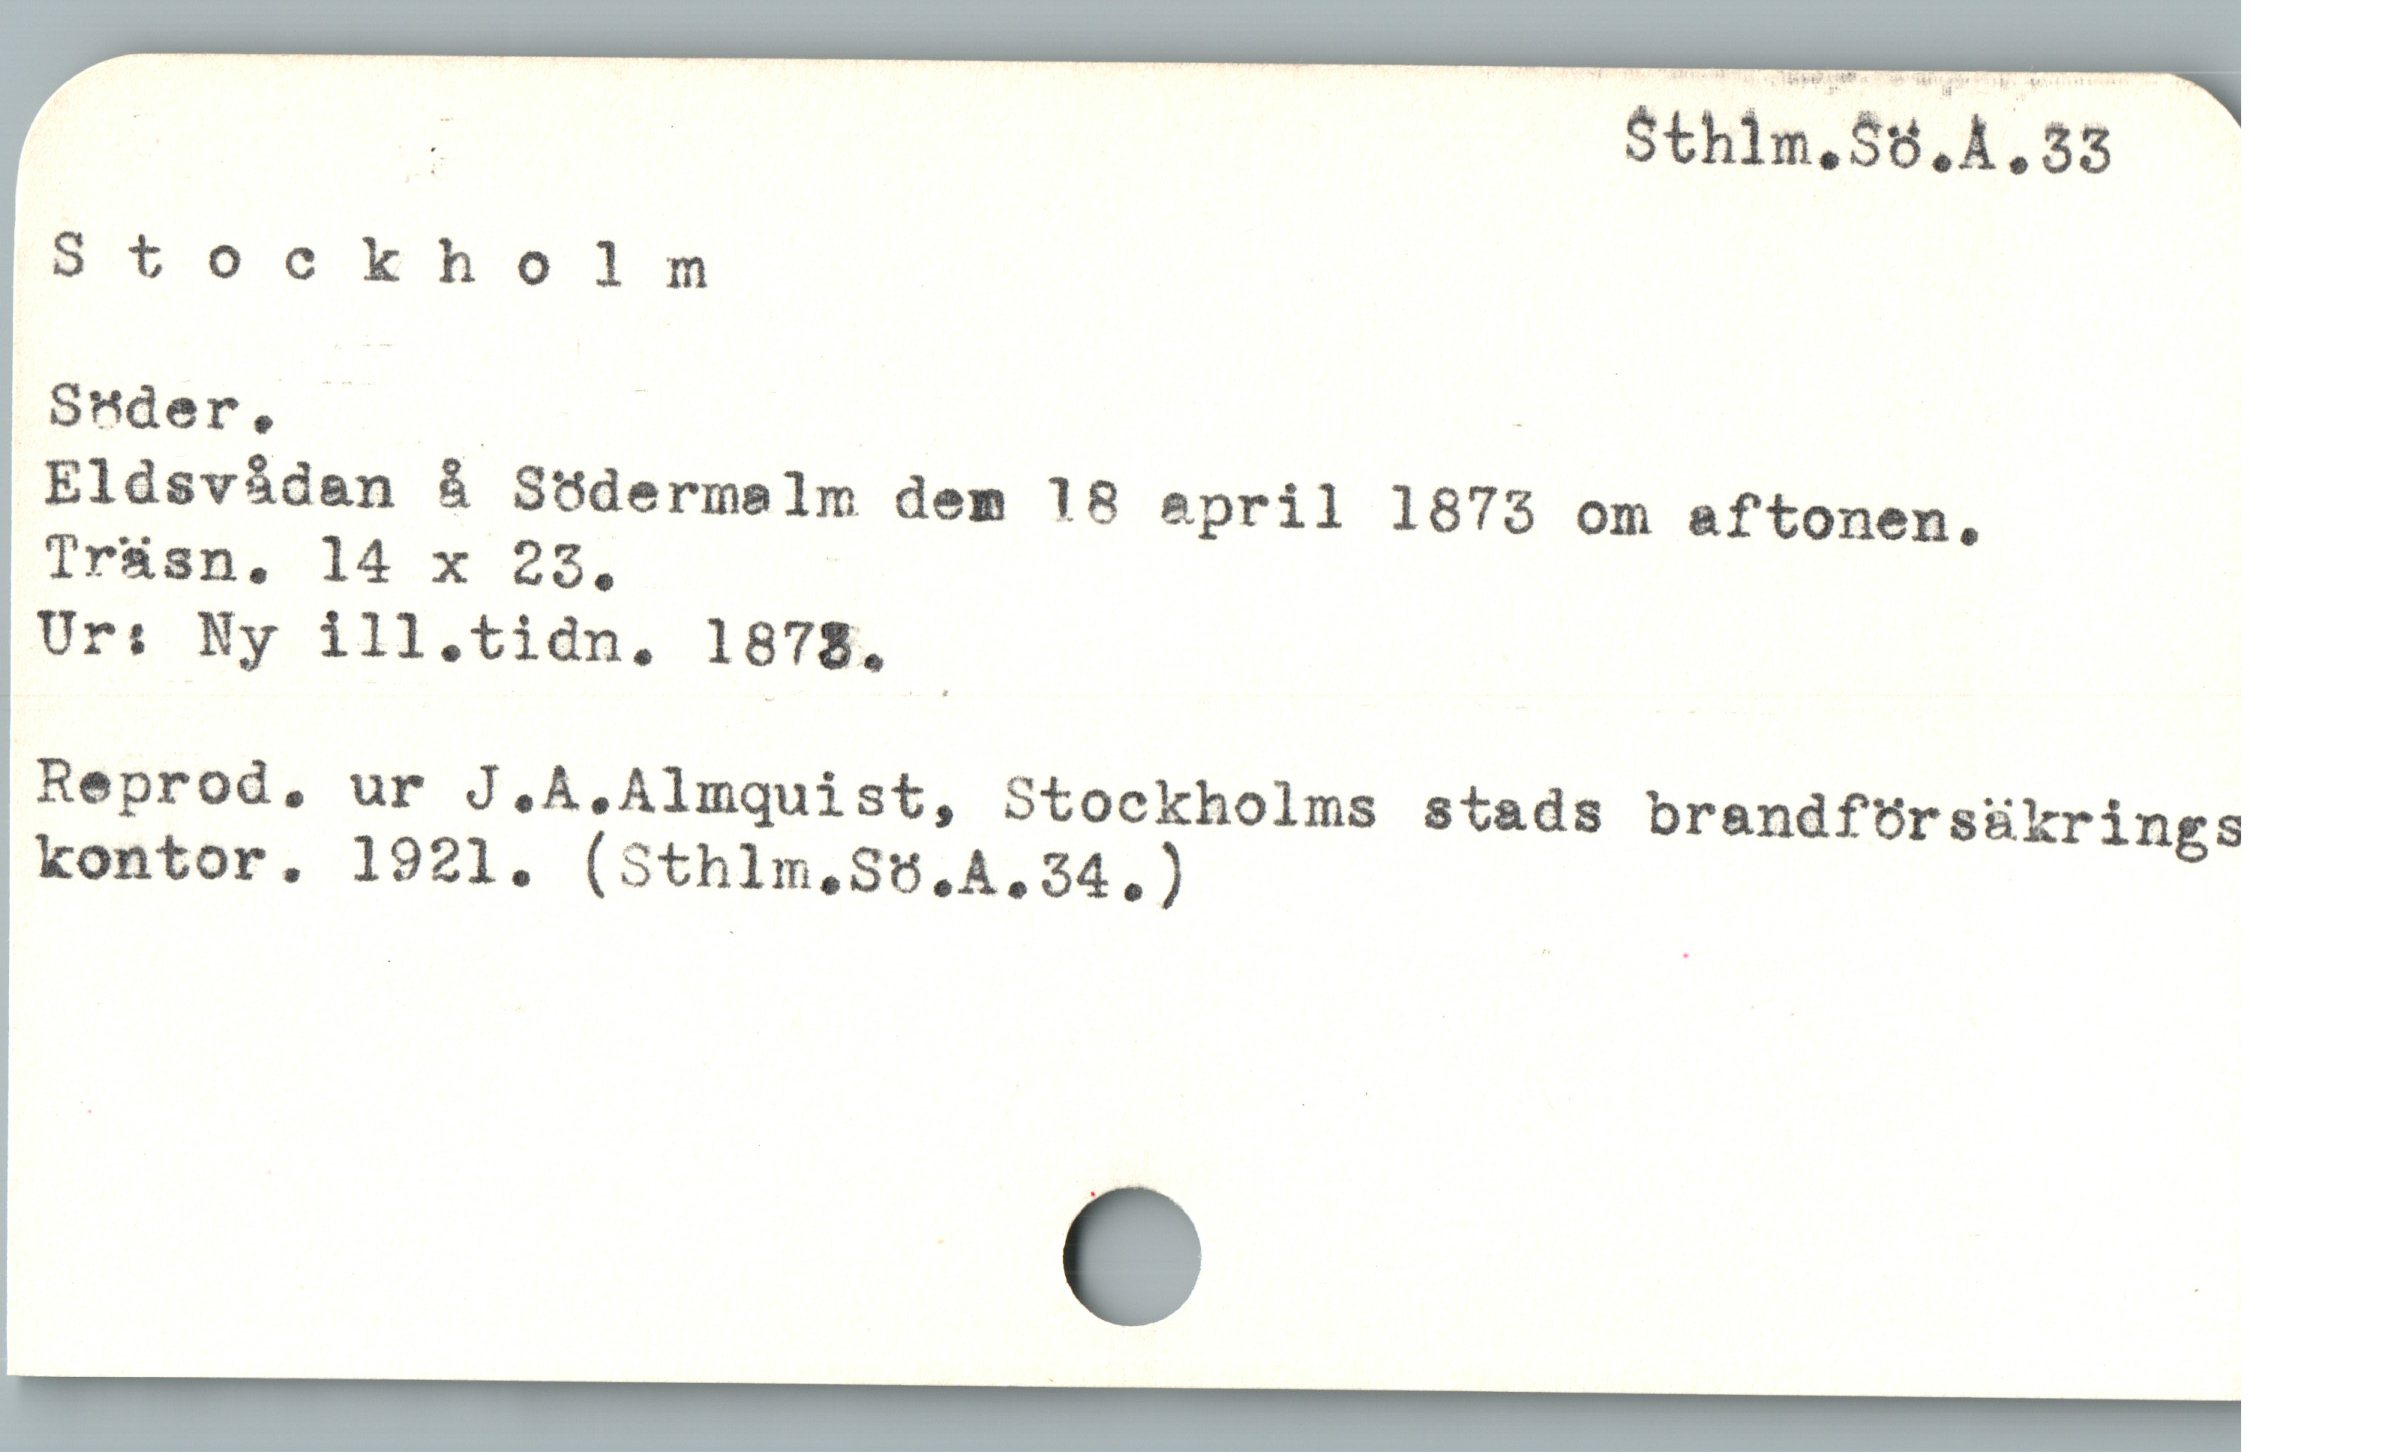 Sthlm.Sö.A.33
S t o c k h o l m
Söder.
Eldsvådan å Södermalm den 18 april 1873 om aftonen.
Träsn. 14 x 23.
Ur: Ny ill.tidn. 1873.
Reprod. ur J.A.Almquist, Stockholms stads brandförsäkrings
kontor. 1921. (Sthlm.Sö.A.34.)